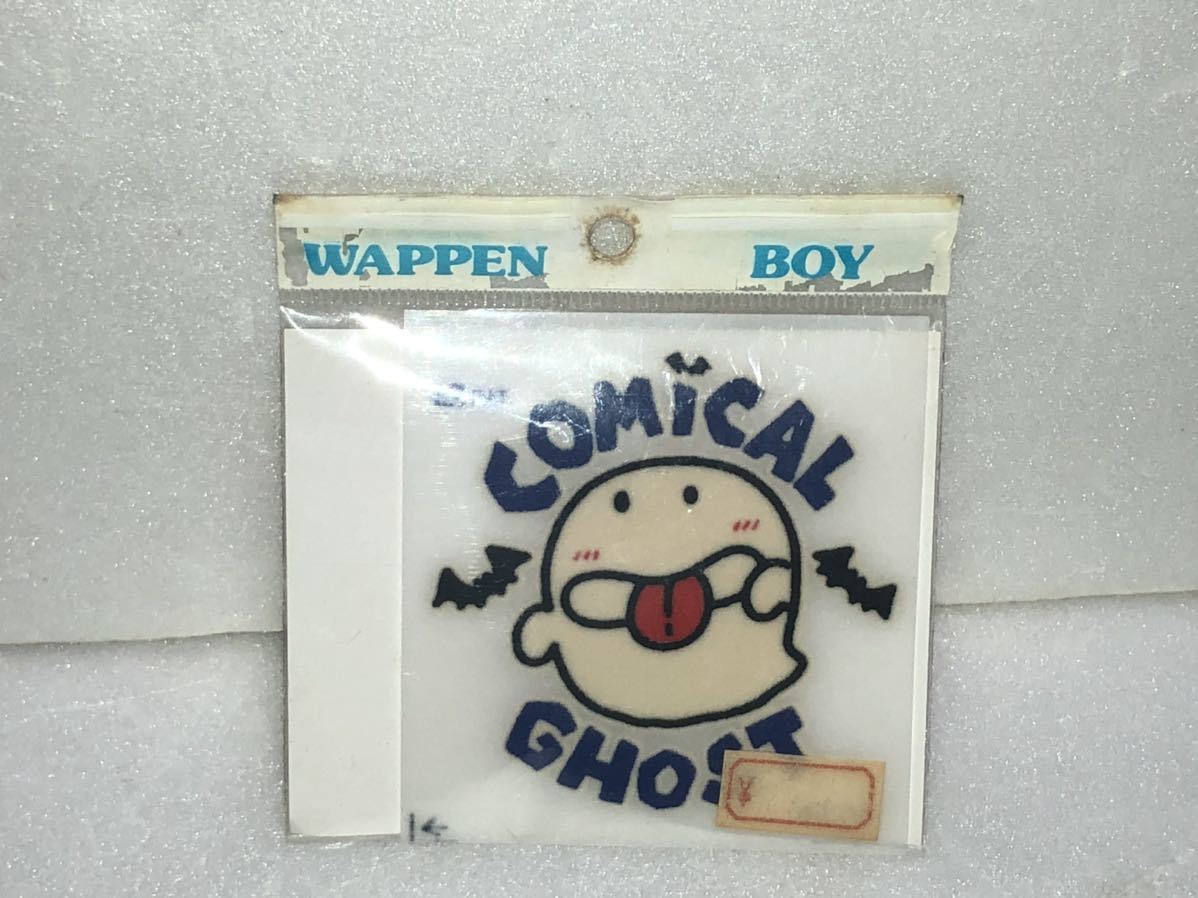 WAPPEN BOY
COMICAL
GHOST
¥